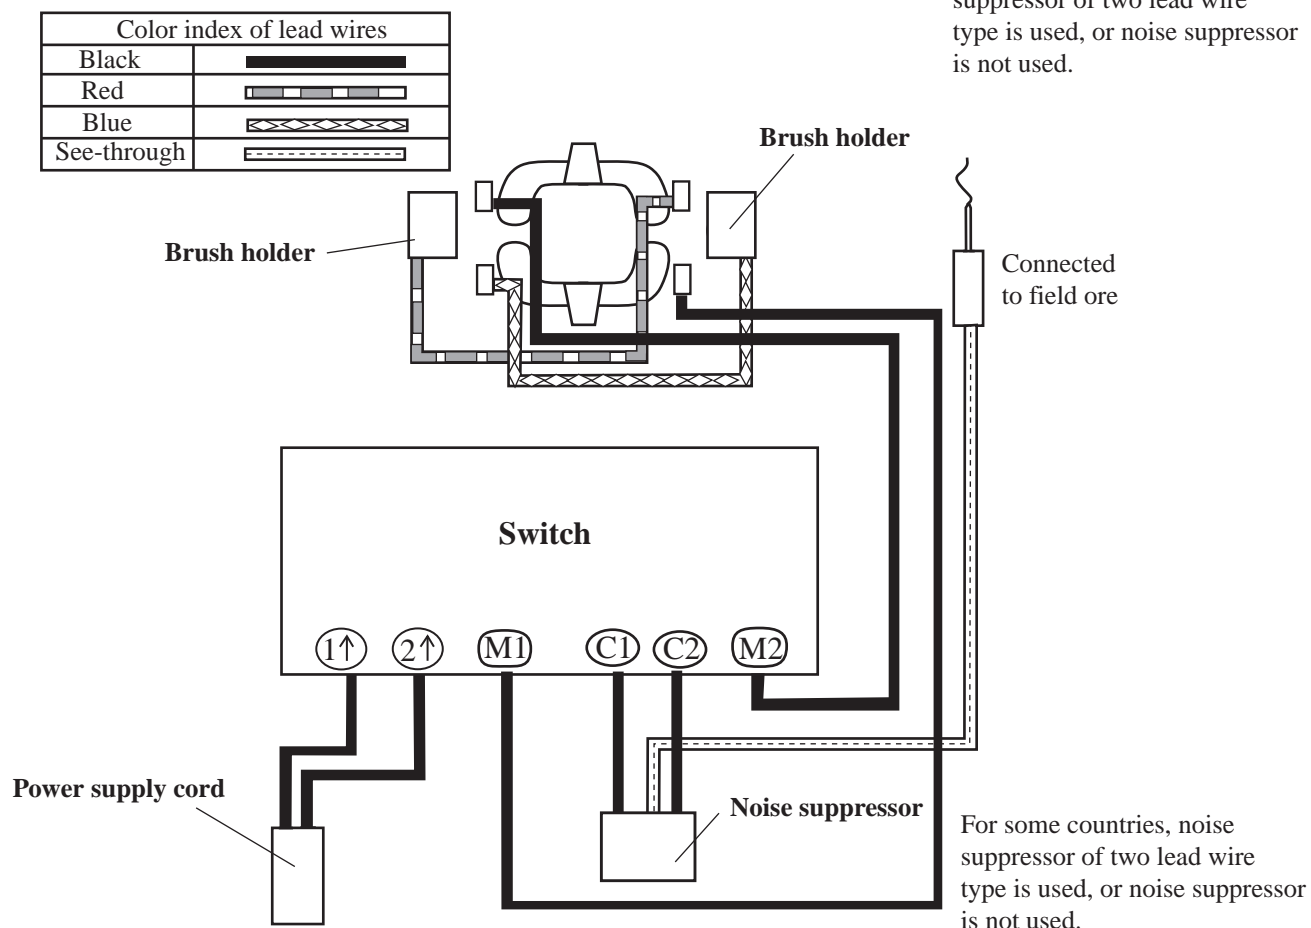 suppressor of two lead wire
type is used, or noise suppressor
is not used.
Color index of lead wires
Black
Red
Blue
See-through
Brush holder
Brush holder
Connected
to field ore
Switch
1↑ 2↑ M1 C1 C2 M2
Power supply cord
Noise suppressor
For some countries, noise
suppressor of two lead wire
type is used, or noise suppressor
is not used.